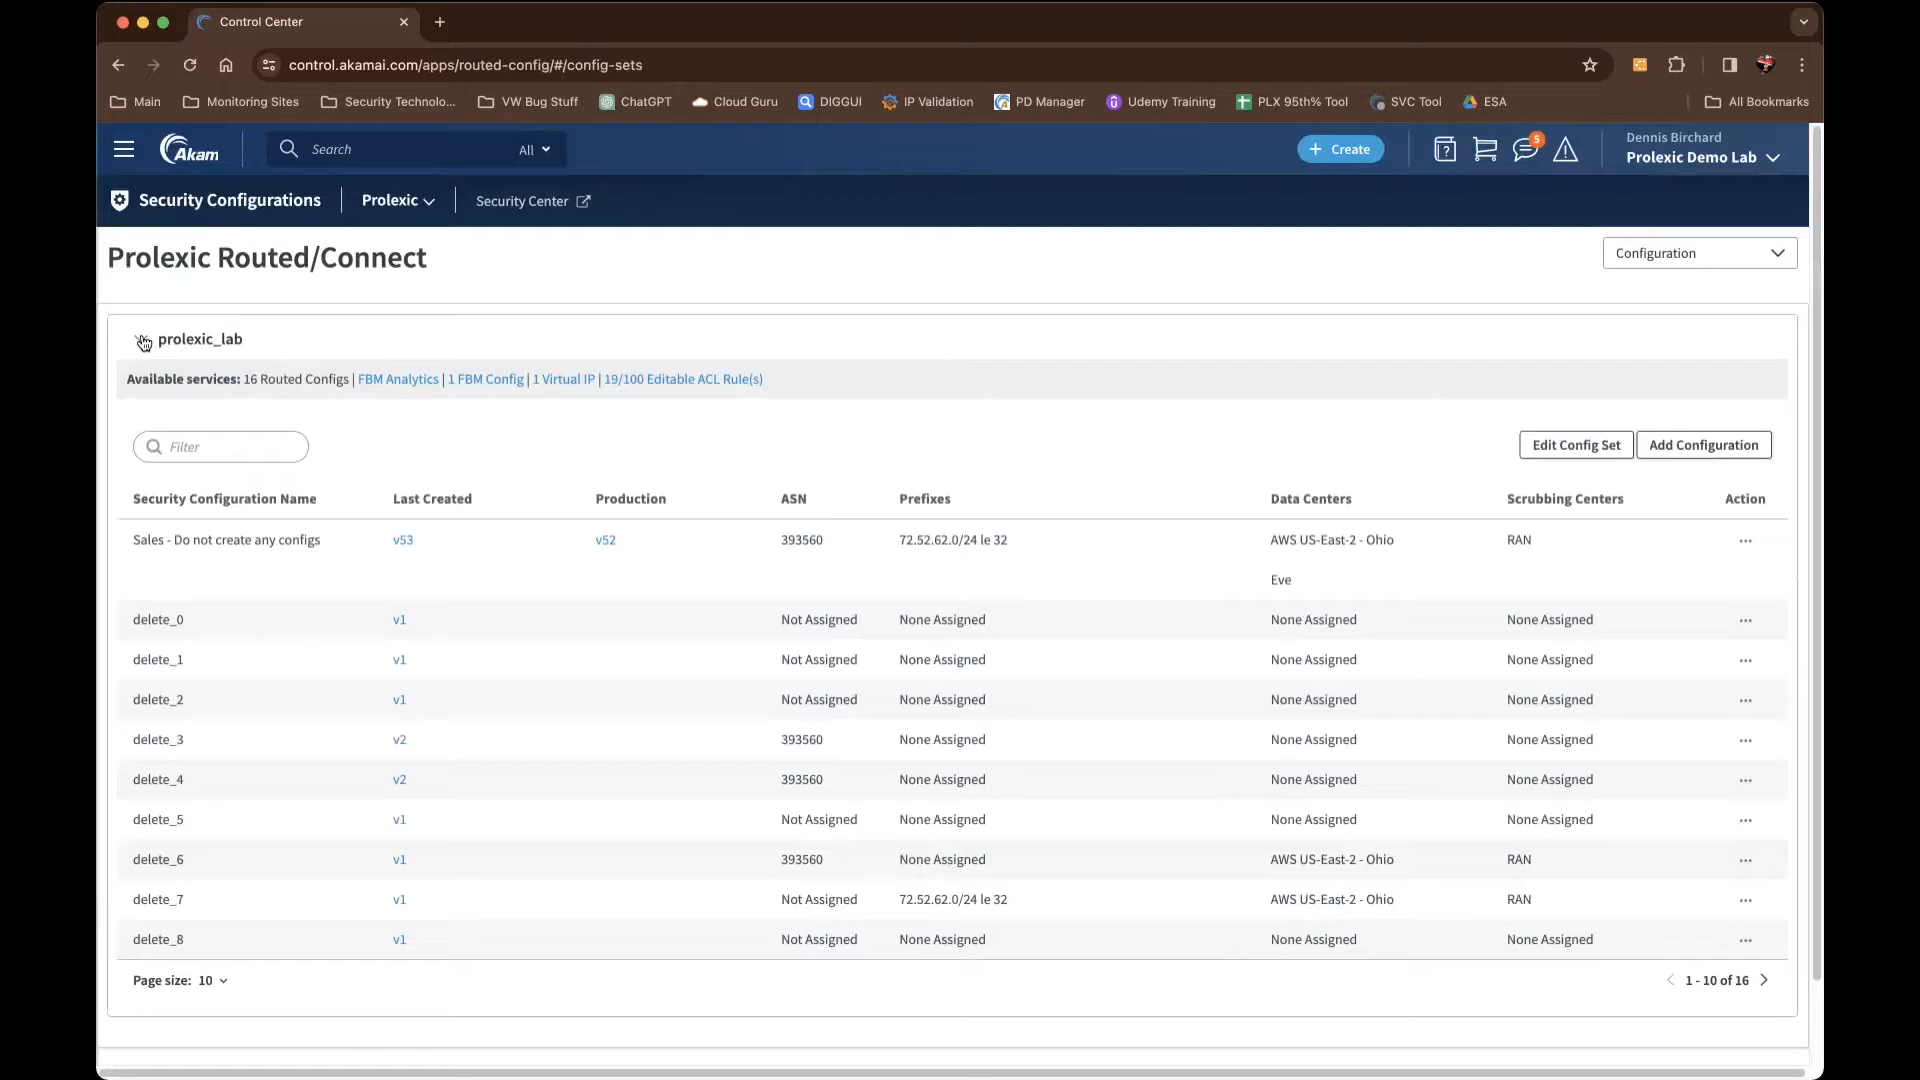 Control Center
control.akamai.com/apps/routed-config/#/config-sets
Main Monitoring Sites Security Technolo... VW Bug Stuff ChatGPT Cloud Guru DIGGUI IP Validation PD Manager Udemy Training PLX 95th% Tool SVC Tool ESA All Bookmarks
Akam Search All + Create ? 5 Dennis Birchard
Prolexic Demo Lab
Security Configurations Prolexic Security Center
Prolexic Routed/Connect Configuration
prolexic_lab
Available services: 16 Routed Configs | FBM Analytics | 1 FBM Config | 1 Virtual IP | 19/100 Editable ACL Rule(s)
Filter Edit Config Set Add Configuration
Security Configuration Name Last Created Production ASN Prefixes Data Centers Scrubbing Centers Action
Sales - Do not create any configs v53 v52 393560 72.52.62.0/24 le 32 AWS US-East-2 - Ohio RAN ...
Eve
delete_0 v1 Not Assigned None Assigned None Assigned None Assigned ...
delete_1 v1 Not Assigned None Assigned None Assigned None Assigned ...
delete_2 v1 Not Assigned None Assigned None Assigned None Assigned ...
delete_3 v2 393560 None Assigned None Assigned None Assigned ...
delete_4 v2 393560 None Assigned None Assigned None Assigned ...
delete_5 v1 Not Assigned None Assigned None Assigned None Assigned ...
delete_6 v1 393560 None Assigned AWS US-East-2 - Ohio RAN ...
delete_7 v1 Not Assigned 72.52.62.0/24 le 32 AWS US-East-2 - Ohio RAN ...
delete_8 v1 Not Assigned None Assigned None Assigned None Assigned ...
Page size: 10 1 - 10 of 16